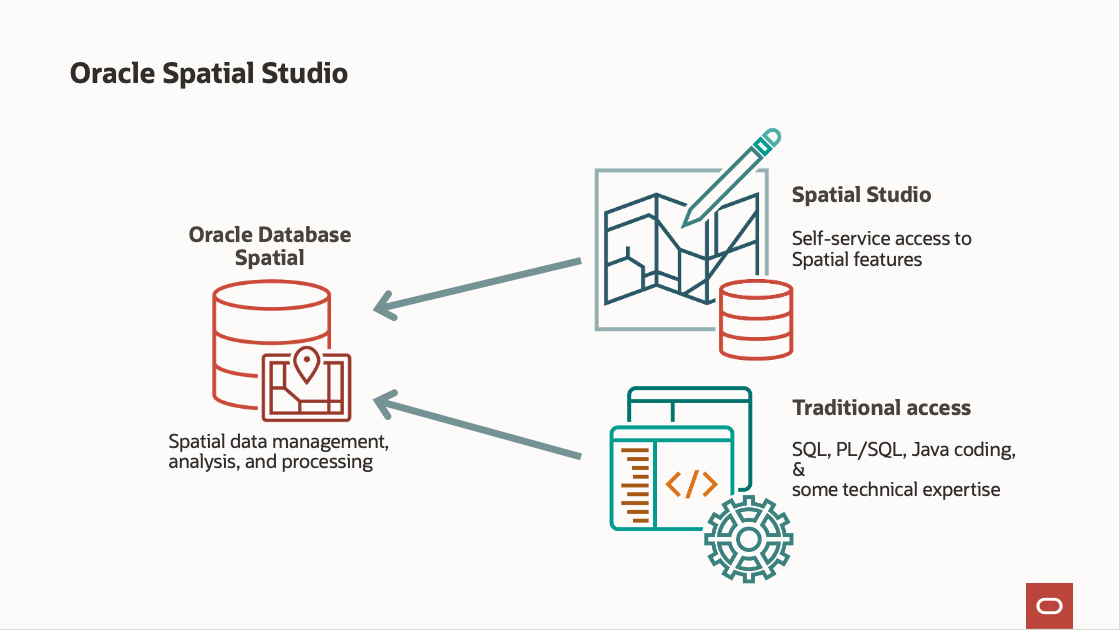 Oracle Spatial Studio
Oracle Database
Spatial
Spatial data management,
analysis, and processing
Spatial Studio
Self-service access to
Spatial features
</>
Traditional access
SQL, PL/SQL, Java coding,
&
some technical expertise